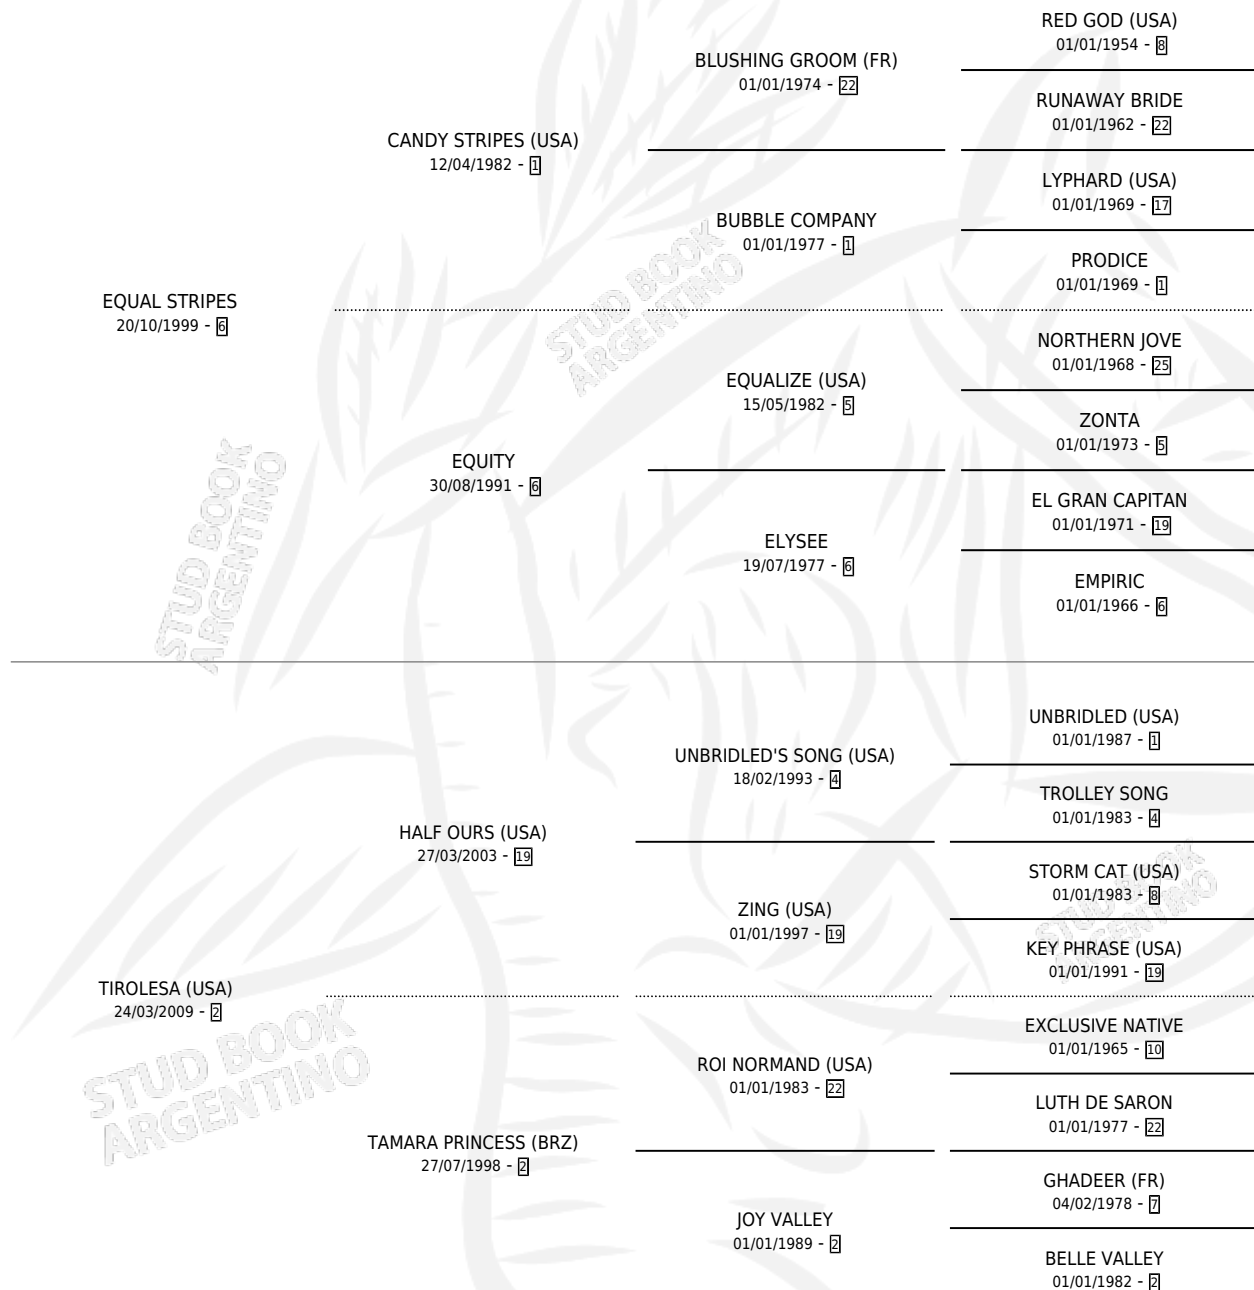 RED GOD (USA)
01/01/1954 - 8
BLUSHING GROOM (FR)
01/01/1974 - 22
RUNAWAY BRIDE
01/01/1962 - 22
CANDY STRIPES (USA)
12/04/1982 - 1
LYPHARD (USA)
01/01/1969 - 17
BUBBLE COMPANY
01/01/1977 - 1
PRODICE
01/01/1969 - 1
EQUAL STRIPES
20/10/1999 - 6
NORTHERN JOVE
01/01/1968 - 25
EQUALIZE (USA)
15/05/1982 - 5
ZONTA
01/01/1973 - 5
EQUITY
30/08/1991 - 6
EL GRAN CAPITAN
01/01/1971 - 19
ELYSEE
19/07/1977 - 6
EMPIRIC
01/01/1966 - 6
UNBRIDLED (USA)
01/01/1987 - 1
UNBRIDLED'S SONG (USA)
18/02/1993 - 4
TROLLEY SONG
01/01/1983 - 4
HALF OURS (USA)
27/03/2003 - 19
STORM CAT (USA)
01/01/1983 - 8
ZING (USA)
01/01/1997 - 19
KEY PHRASE (USA)
01/01/1991 - 19
TIROLESA (USA)
24/03/2009 - 2
EXCLUSIVE NATIVE
01/01/1965 - 10
ROI NORMAND (USA)
01/01/1983 - 22
LUTH DE SARON
01/01/1977 - 22
TAMARA PRINCESS (BRZ)
27/07/1998 - 2
GHADEER (FR)
04/02/1978 - 7
JOY VALLEY
01/01/1989 - 2
BELLE VALLEY
01/01/1982 - 2
STUD BOOK
ARGENTINO
STUD BOOK
ARGENTINO
STUD BOOK
ARGENTINO
STUD BOOK
ARGENTINO